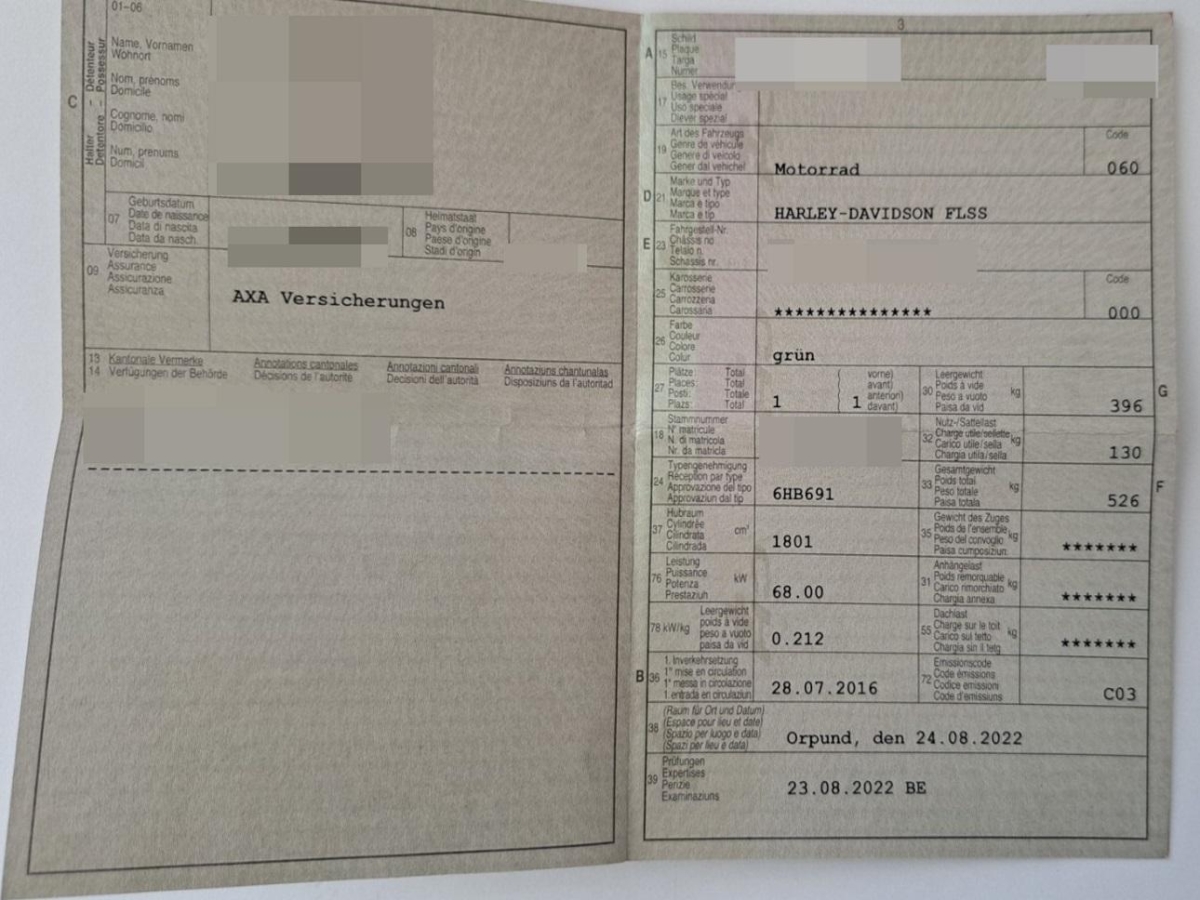 01-06
Halter - Détenteur
Detentore - Possessur
C
Name, Vornamen
Wohnort
Nom, prénoms
Domicile
Cognome, nomi
Domicilio
Num, prenums
Domicil
07
Geburtsdatum
Date de naissance
Data di nascita
Data da nasch.
08
Heimatstaat
Pays d'origine
Paese d'origine
Stadi d'origin
09
Versicherung
Assurance
Assicurazione
Assicuranza
AXA Versicherungen
13 Kantonale Vermerke Annotations cantonales Annotazioni cantonali Annotaziuns chantunalas
14 Verfügungen der Behörde Décisions de l'autorité Decisioni dell'autorità Disposiziuns da l'autoritad
3
A 15
Schild
Plaque
Targa
Numer
17
Bes. Verwendung
Usage spécial
Uso speciale
Diever spezial
19
Art des Fahrzeugs
Genre de véhicule
Genere di veicolo
Gener dal vehichel
Motorrad
Code
060
D 21
Marke und Typ
Marque et type
Marca e tipo
Marca e tip
HARLEY-DAVIDSON FLSS
E 23
Fahrgestell-Nr.
Châssis no
Telaio n.
Schassis nr.
25
Karosserie
Carrosserie
Carrozzeria
Carossaria
***************
Code
000
26
Farbe
Couleur
Colore
Colur
grün
27
Plätze: Total
Places: Total
Posti: Totale
Plazs: Total
1
( vorne)
( avant)
( anteriori)
( davant)
1
30
Leergewicht
Poids à vide
Peso a vuoto
Paisa da vid
kg
396
G
18
Stammnummer
N° matricule
N. di matricola
Nr. da matricla
32
Nutz-/Sattellast
Charge utile/sellette
Carico utile/sella
Chargia utila/sella
kg
130
24
Typengenehmigung
Réception par type
Approvazione del tipo
Approvaziun dal tip
6HB691
33
Gesamtgewicht
Poids total
Peso totale
Paisa totala
kg
526
F
37
Hubraum
Cylindrée
Cilindrata
Cilindrada
cm³
1801
35
Gewicht des Zuges
Poids de l'ensemble
Peso del convoglio
Paisa cumposiziun
kg
*******
76
Leistung
Puissance
Potenza
Prestaziun
kW
68.00
31
Anhängelast
Poids remorquable
Carico rimorchiato
Chargia annexa
kg
*******
78 kW/kg
Leergewicht
poids à vide
peso a vuoto
paisa da vid
0.212
55
Dachlast
Charge sur le toit
Carico sul tetto
Chargia sin il tetg
kg
*******
B 36
1. Inverkehrsetzung
1re mise en circulation
1a messa in circolazione
1. entrada en circulaziun
28.07.2016
72
Emissionscode
Code émissions
Codice emissioni
Code d'emissiuns
C03
38
(Raum für Ort und Datum)
(Espace pour lieu et date)
(Spazio per luogo e data)
(Spazi per lieu e data)
Orpund, den 24.08.2022
39
Prüfungen
Expertises
Perizie
Examinaziuns
23.08.2022 BE